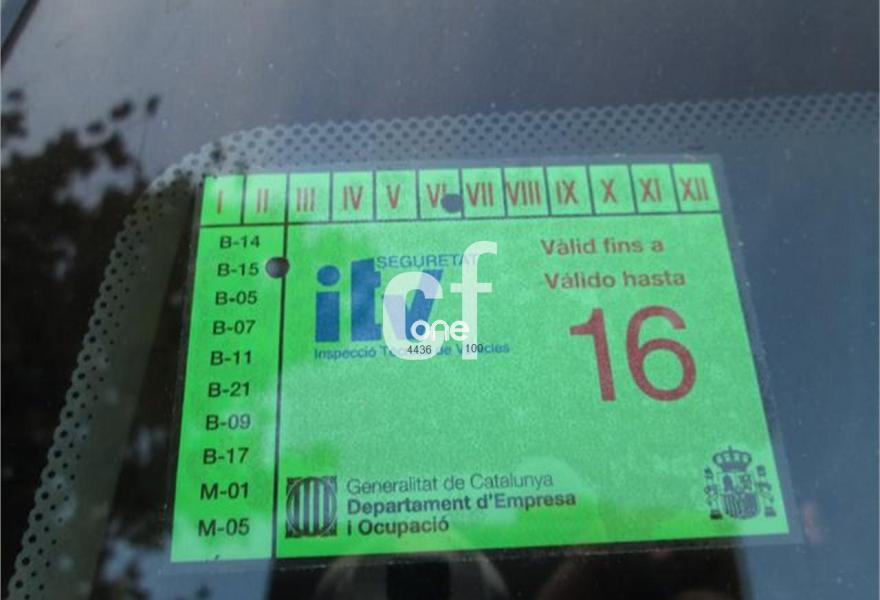 I II III IV V VI VII VIII IX X XI XII
B-14
B-15
B-05
B-07
B-11
B-21
B-09
B-17
M-01
M-05
SEGURETAT
itv
Inspecció Tècnica de Vehicles
cf
one
4436 100
Vàlid fins a
Válido hasta
16
Generalitat de Catalunya
Departament d'Empresa
i Ocupació